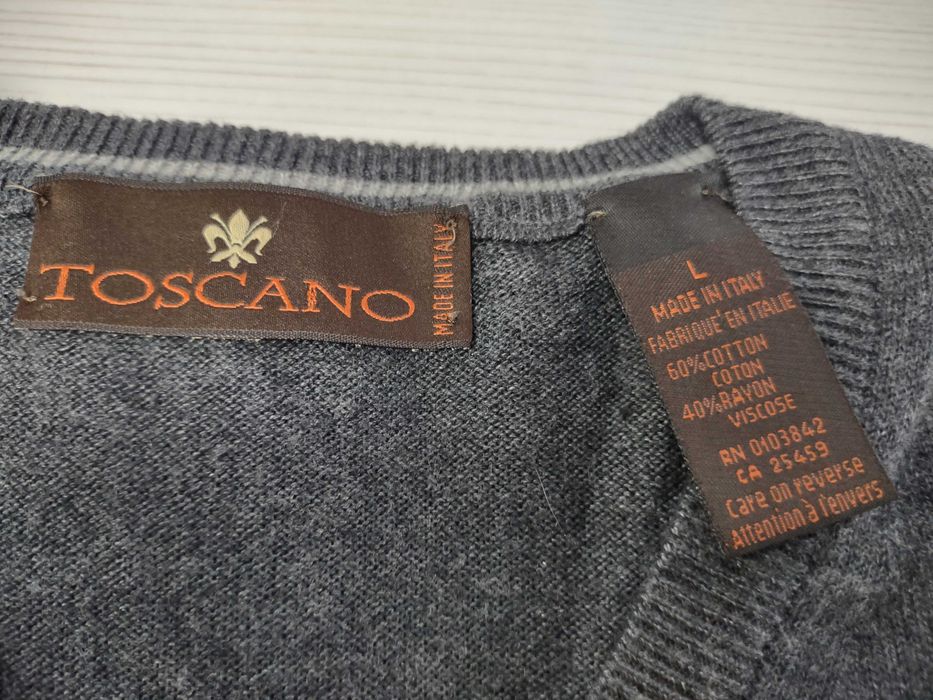 TOSCANO
MADE IN ITALY
L
MADE IN ITALY
FABRIQUE' EN ITALIE
60%COTTON
COTON
40%RAYON
VISCOSE
RN 0103842
CA 25459
Care on reverse
Attention à l'envers